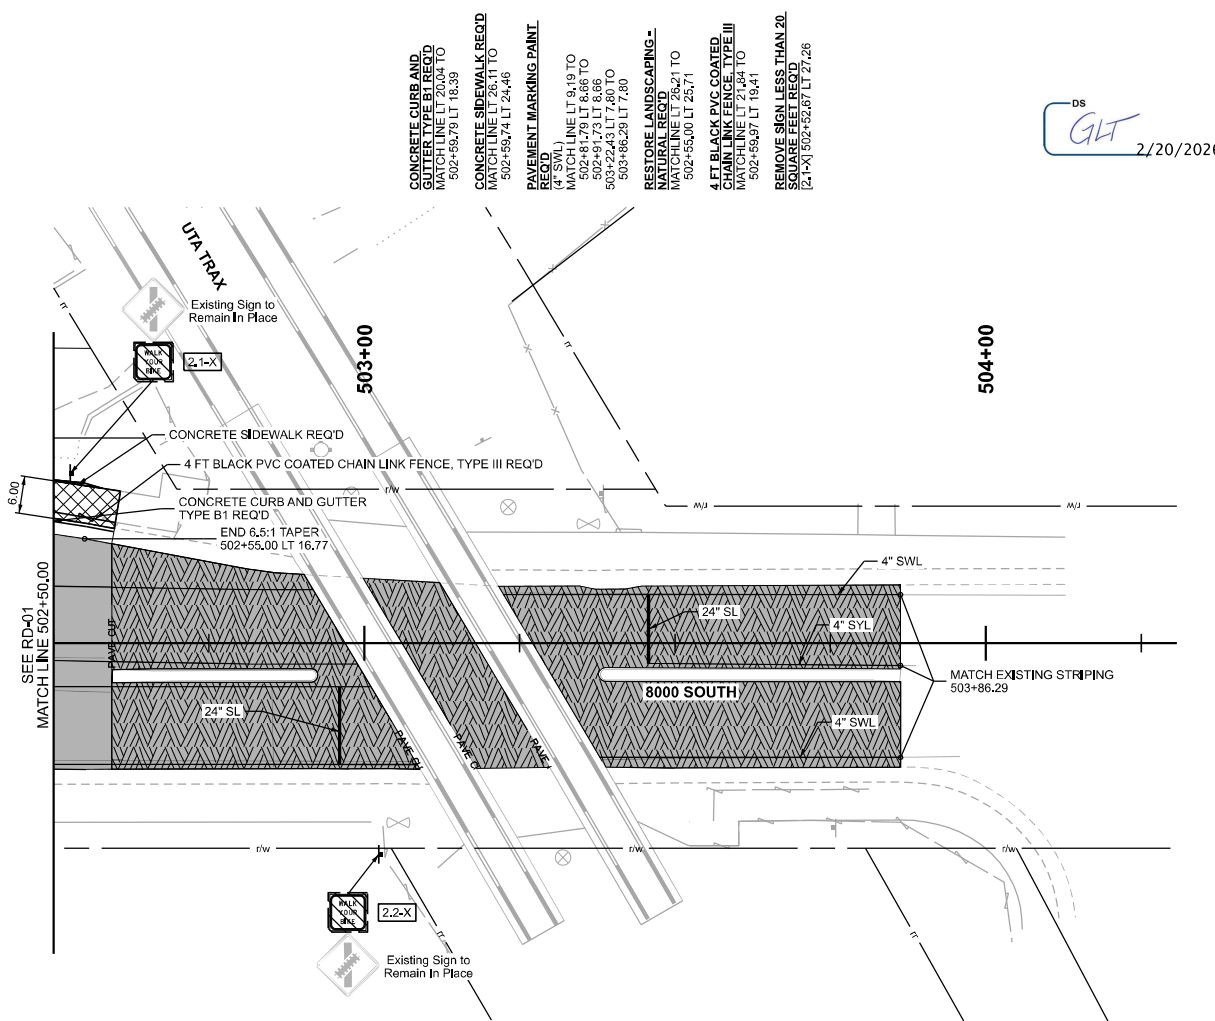 CONCRETE CURB AND
GUTTER TYPE B1 REQ'D
MATCH LINE LT 20.04 TO
502+59.79 LT 18.39
CONCRETE SIDEWALK REQ'D
MATCH LINE LT 26.11 TO
502+59.74 LT 24.46
PAVEMENT MARKING PAINT
REQ'D
(4" SWL)
MATCH LINE LT 9.19 TO
502+81.79 LT 8.66 TO
502+91.73 LT 8.66
503+22.43 LT 7.80 TO
503+86.29 LT 7.80
RESTORE LANDSCAPING -
NATURAL REQ'D
MATCHLINE LT 26.21 TO
502+55.00 LT 25.71
4 FT BLACK PVC COATED
CHAIN LINK FENCE, TYPE III
MATCHLINE LT 21.84 TO
502+59.97 LT 19.41
REMOVE SIGN LESS THAN 20
SQUARE FEET REQ'D
[2.1-X] 502+52.67 LT 27.26
DS
GLT
2/20/2026
UTA TRAX
Existing Sign to
Remain In Place
WALK
YOUR
BIKE
2.1-X
503+00
504+00
CONCRETE SIDEWALK REQ'D
4 FT BLACK PVC COATED CHAIN LINK FENCE, TYPE III REQ'D
r/w
r/w
r/w
6.00
CONCRETE CURB AND GUTTER
TYPE B1 REQ'D
END 6.5:1 TAPER
502+55.00 LT 16.77
SEE RD-01
MATCH LINE 502+50.00
PAVE CUT
4" SWL
24" SL
4" SYL
MATCH EXISTING STRIPING
503+86.29
8000 SOUTH
24" SL
4" SWL
PAVE CU
PAVE C
PAVE
r/w
r/w
r/w
rr
rr
rr
rr
WALK
YOUR
BIKE
2.2-X
Existing Sign to
Remain In Place